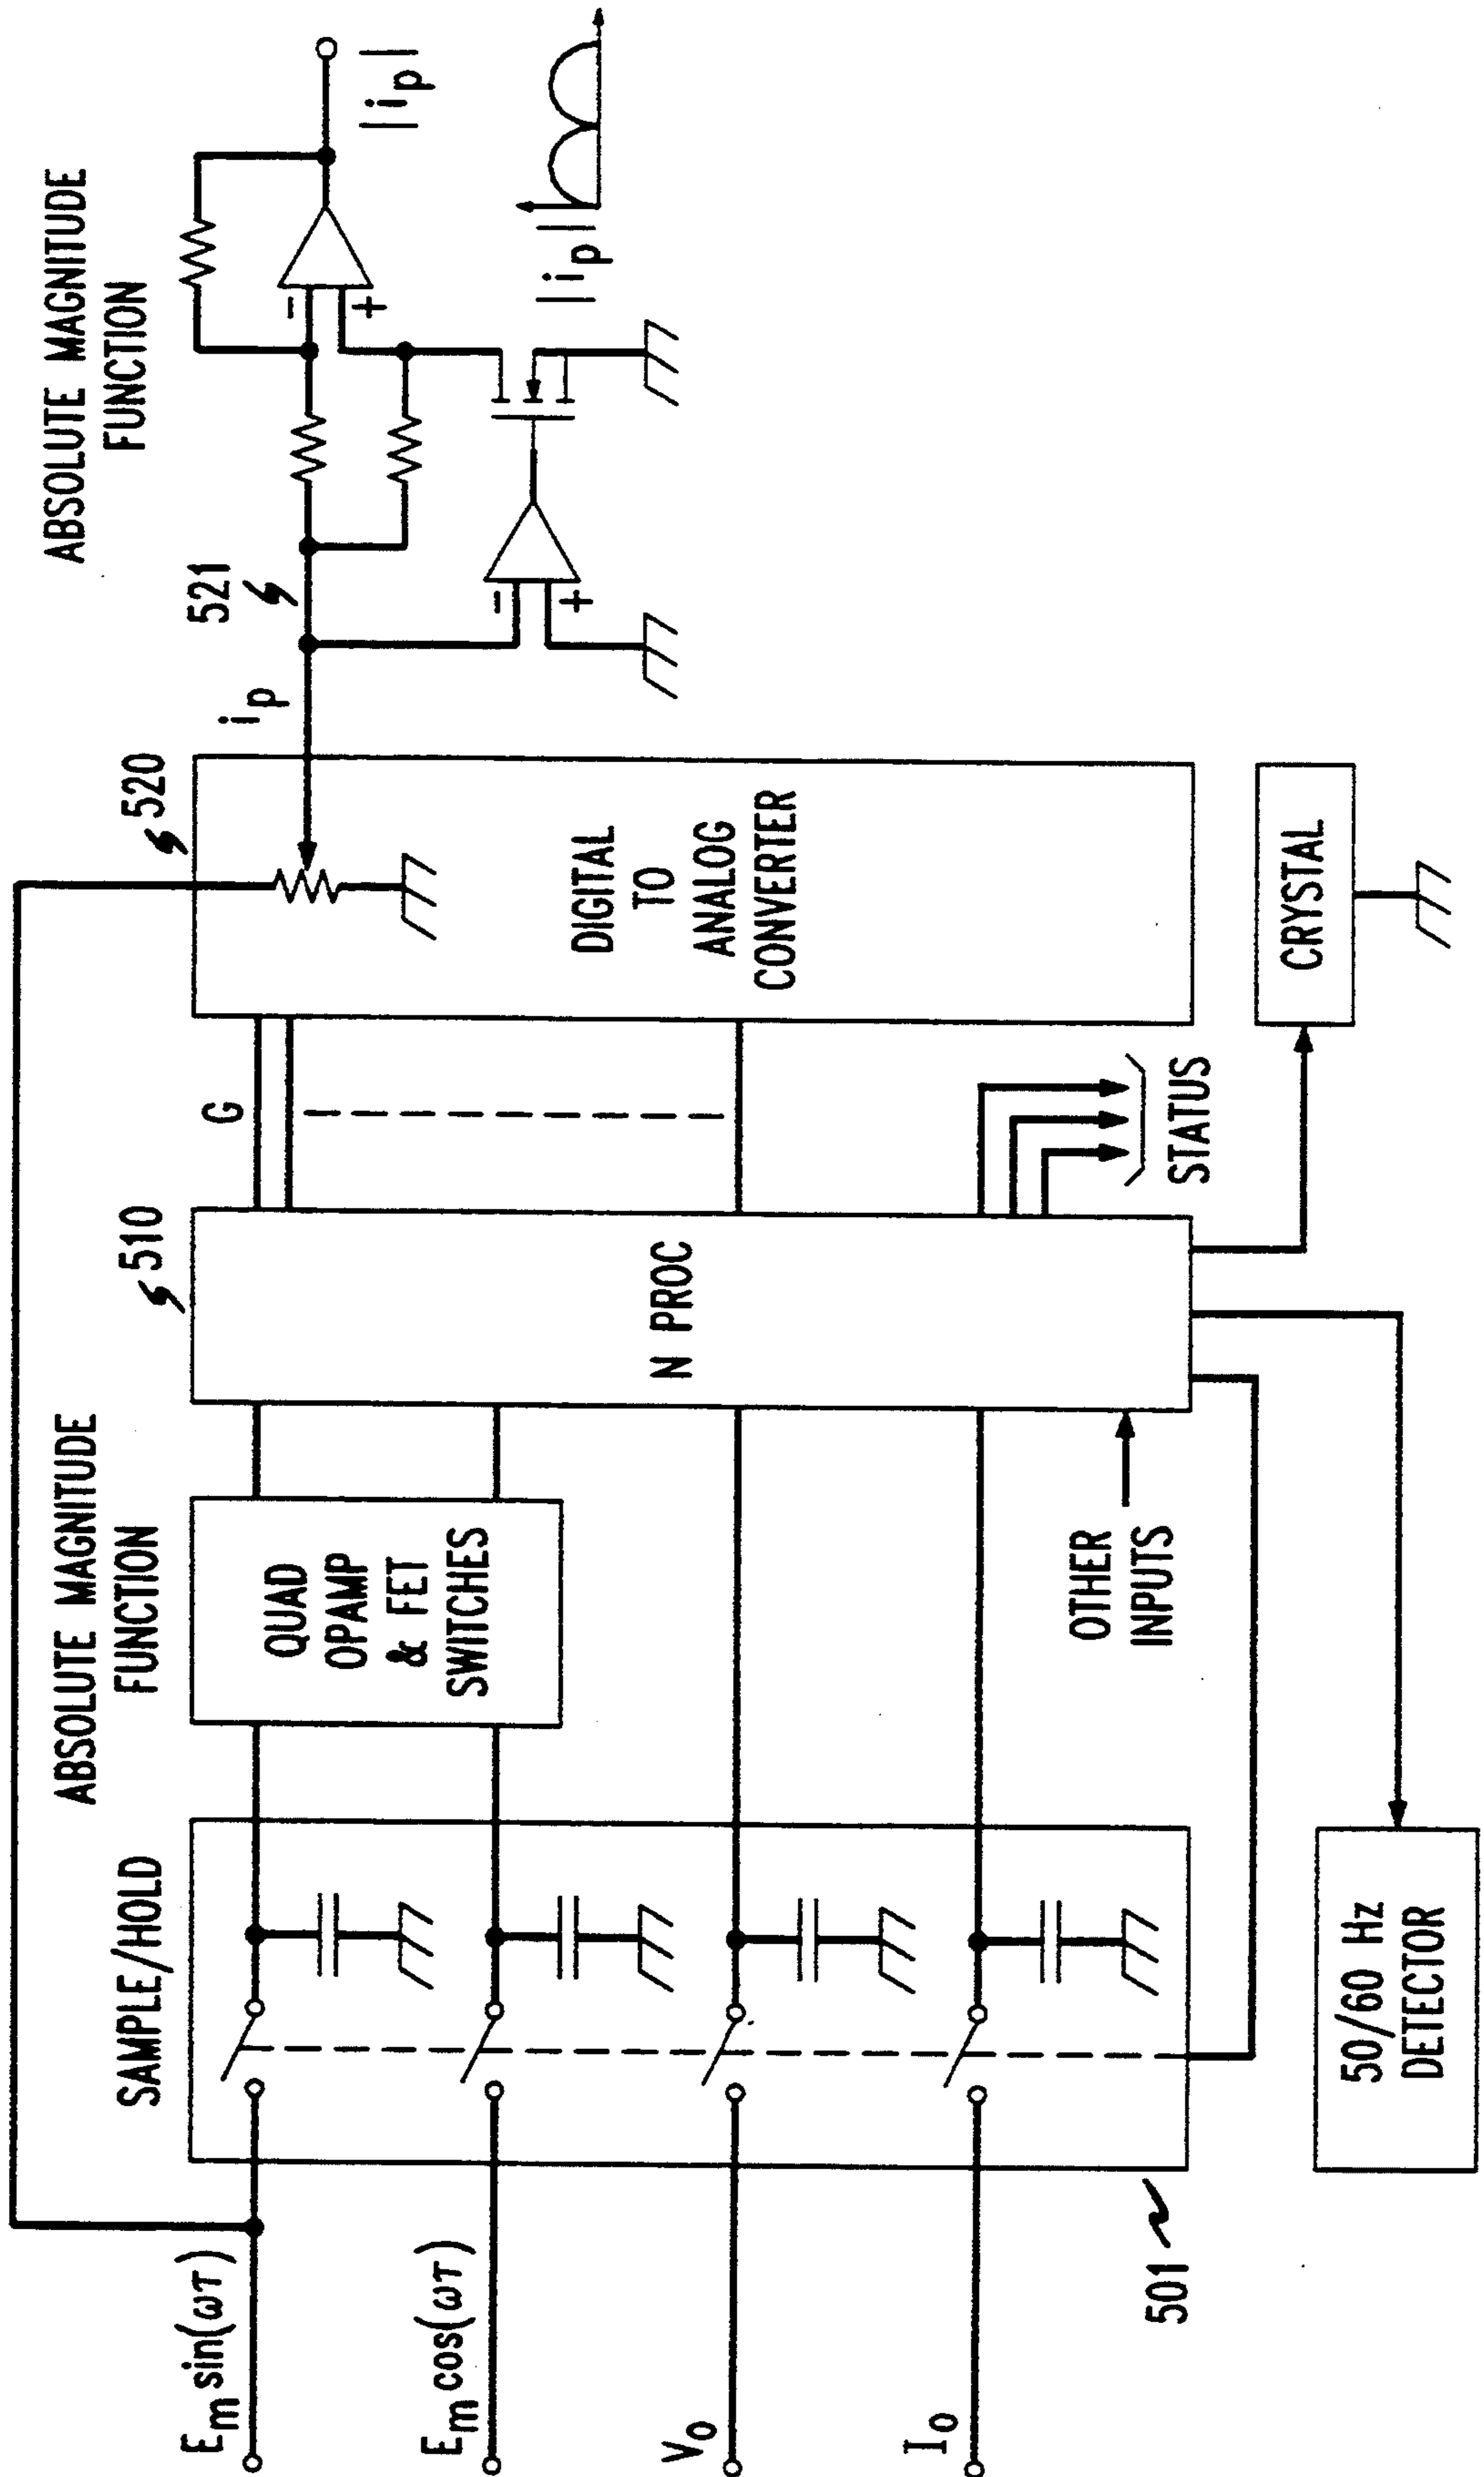 E_m sin(ωτ)
E_m cos(ωτ)
V_0
I_0
501
SAMPLE/HOLD
50/60 Hz
DETECTOR
ABSOLUTE MAGNITUDE
FUNCTION
QUAD
OPAMP
& FET
SWITCHES
OTHER
INPUTS
510
N PROC
G
STATUS
520
DIGITAL
TO
ANALOG
CONVERTER
CRYSTAL
i_p
521
ABSOLUTE MAGNITUDE
FUNCTION
−
+
−
+
|i_p|
|i_p|